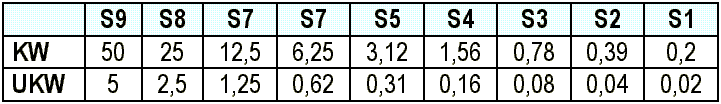 S9 S8 S7 S7 S5 S4 S3 S2 S1
KW 50 25 12,5 6,25 3,12 1,56 0,78 0,39 0,2
UKW 5 2,5 1,25 0,62 0,31 0,16 0,08 0,04 0,02